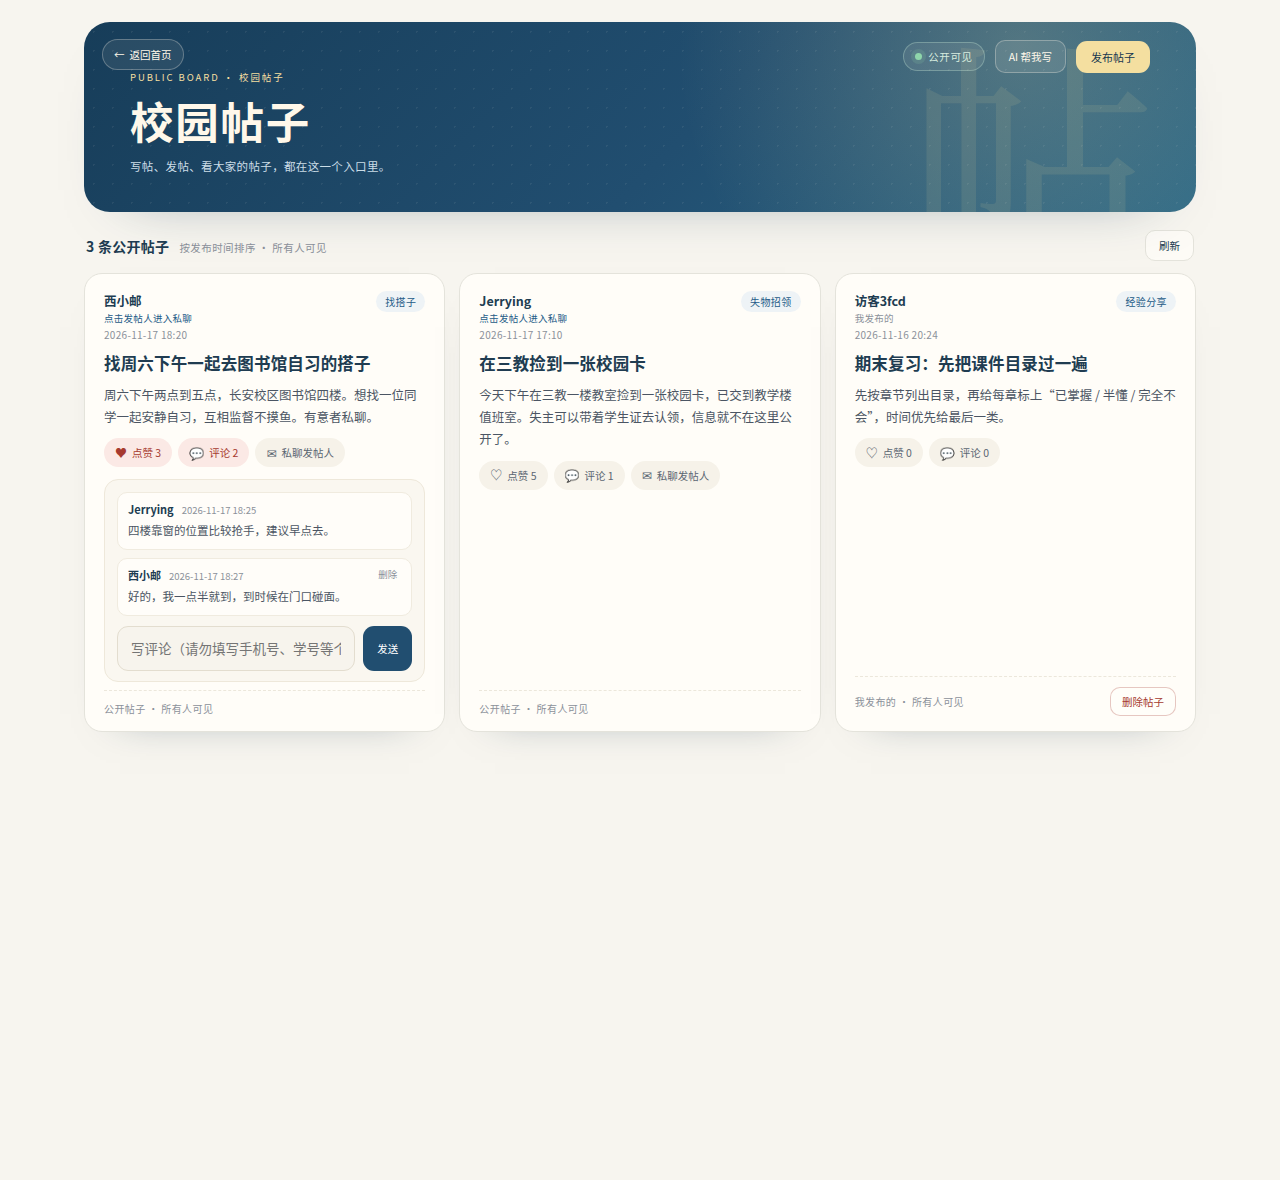 ← 返回首页
公开可见
AI 帮我写
发布帖子
PUBLIC BOARD · 校园帖子
校园帖子
写帖、发帖、看大家的帖子，都在这一个入口里。
帖
3 条公开帖子 按发布时间排序 · 所有人可见
刷新
西小邮
找搭子
点击发帖人进入私聊
2026-11-17 18:20
找周六下午一起去图书馆自习的搭子
周六下午两点到五点，长安校区图书馆四楼。想找一位同
学一起安静自习，互相监督不摸鱼。有意者私聊。
♥ 点赞 3
💬 评论 2
✉ 私聊发帖人
Jerrying 2026-11-17 18:25
四楼靠窗的位置比较抢手，建议早点去。
西小邮 2026-11-17 18:27
删除
好的，我一点半就到，到时候在门口碰面。
写评论（请勿填写手机号、学号等个
发送
公开帖子 · 所有人可见
Jerrying
失物招领
点击发帖人进入私聊
2026-11-17 17:10
在三教捡到一张校园卡
今天下午在三教一楼教室捡到一张校园卡，已交到教学楼
值班室。失主可以带着学生证去认领，信息就不在这里公
开了。
♡ 点赞 5
💬 评论 1
✉ 私聊发帖人
公开帖子 · 所有人可见
访客3fcd
经验分享
我发布的
2026-11-16 20:24
期末复习：先把课件目录过一遍
先按章节列出目录，再给每章标上“已掌握 / 半懂 / 完全不
会”，时间优先给最后一类。
♡ 点赞 0
💬 评论 0
我发布的 · 所有人可见
删除帖子